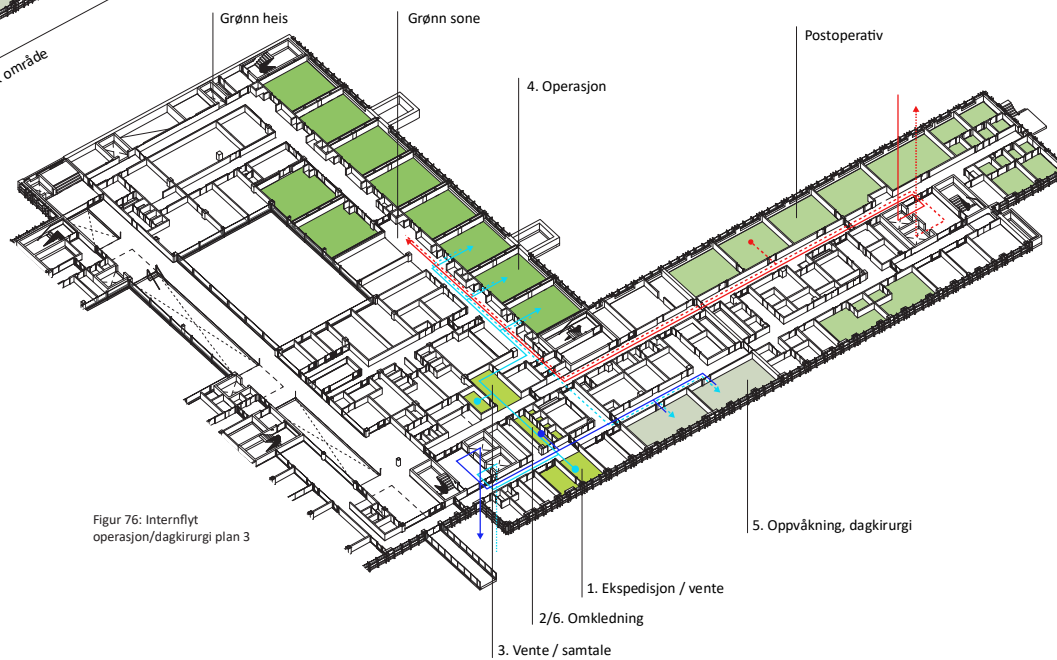 Grønn heis
Grønn sone
Postoperativ
område
4. Operasjon
Figur 76: Internflyt
operasjon/dagkirurgi plan 3
5. Oppvåkning, dagkirurgi
1. Ekspedisjon / vente
2/6. Omkledning
3. Vente / samtale